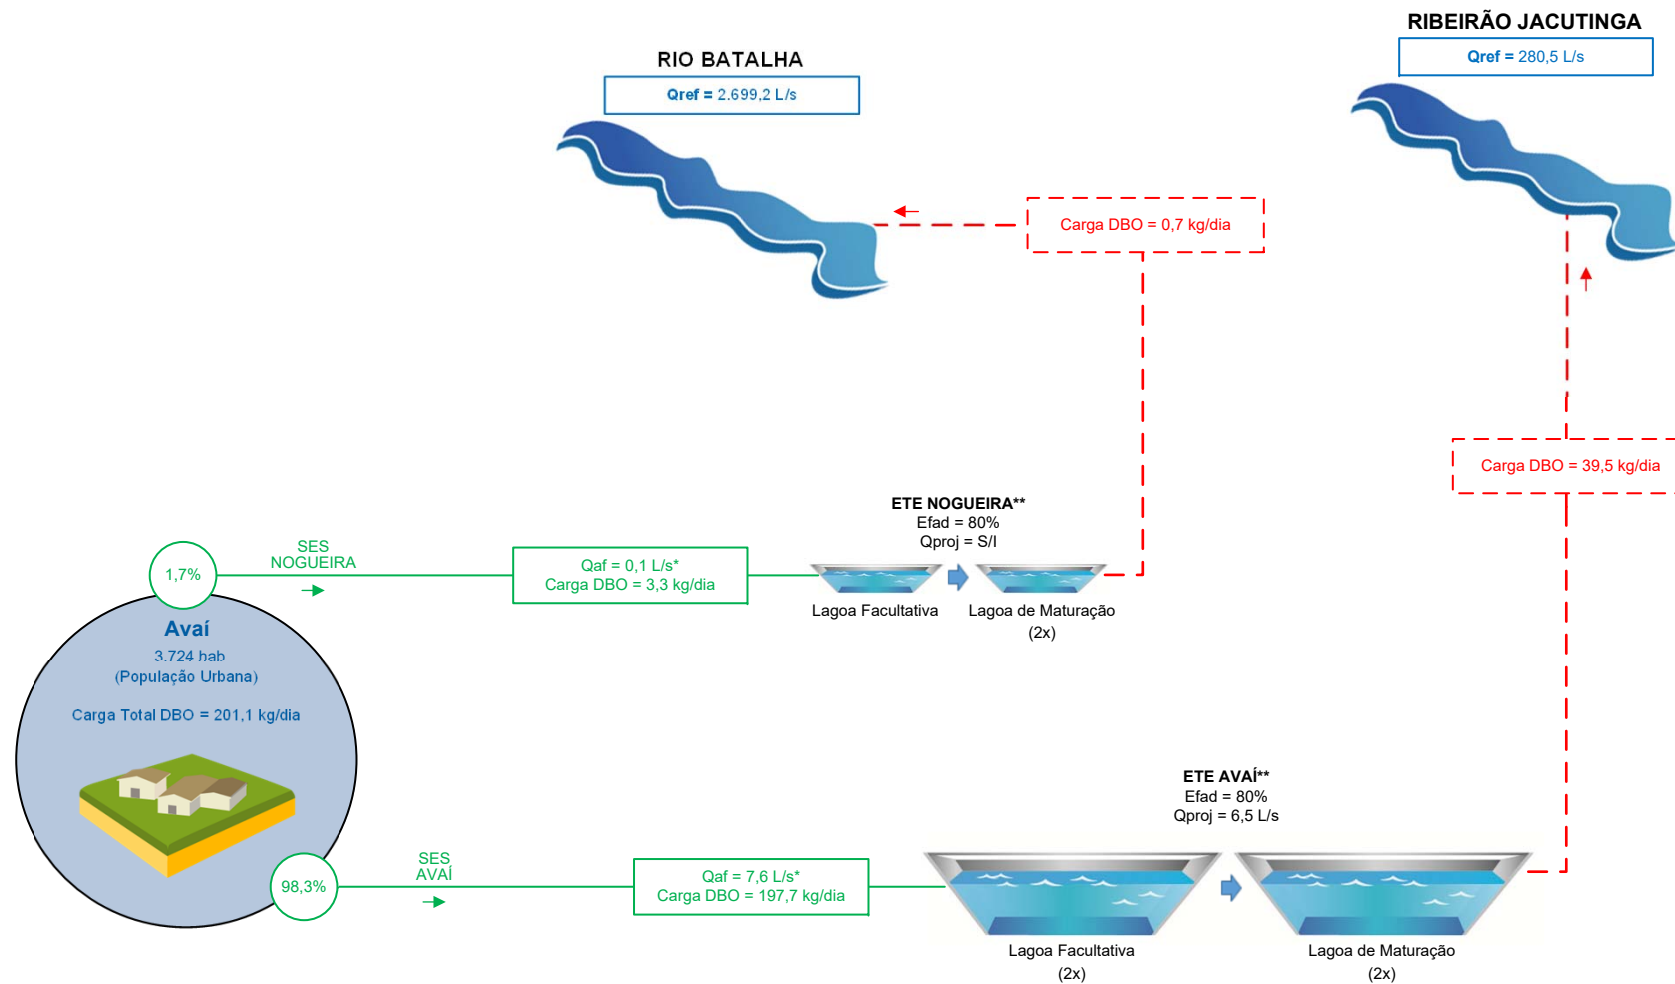 RIBEIRÃO JACUTINGA
Qref = 280,5 L/s
RIO BATALHA
Qref = 2.699,2 L/s
Carga DBO = 0,7 kg/dia
Carga DBO = 39,5 kg/dia
ETE NOGUEIRA**
Efad = 80%
Qproj = S/I
1,7%
SES
NOGUEIRA
Qaf = 0,1 L/s*
Carga DBO = 3,3 kg/dia
Lagoa Facultativa
Lagoa de Maturação
(2x)
Avaí
3.724 hab
(População Urbana)
Carga Total DBO = 201,1 kg/dia
ETE AVAÍ**
Efad = 80%
Qproj = 6,5 L/s
98,3%
SES
AVAÍ
Qaf = 7,6 L/s*
Carga DBO = 197,7 kg/dia
Lagoa Facultativa
(2x)
Lagoa de Maturação
(2x)